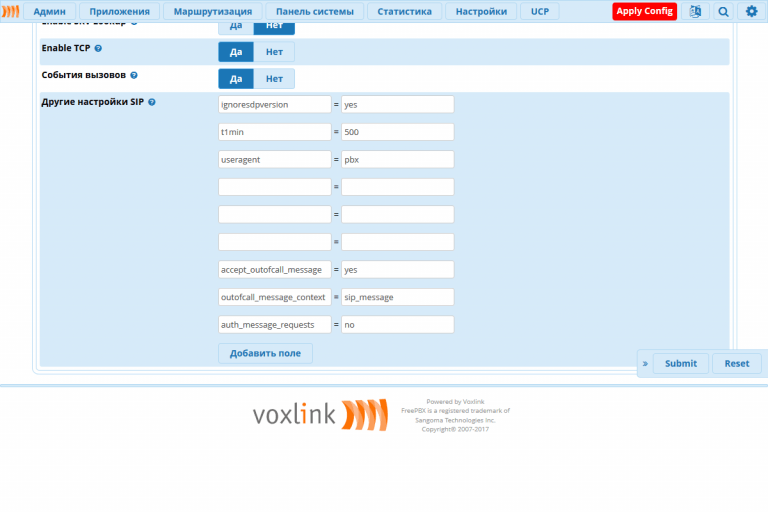 Админ Приложения Маршрутизация Панель системы Статистика Настройки UCP Apply Config
Enable SRV Lookup Да Нет
Enable TCP Да Нет
События вызовов Да Нет
Другие настройки SIP ignoresdpversion = yes
t1min = 500
useragent = pbx
=
=
=
accept_outofcall_message = yes
outofcall_message_context = sip_message
auth_message_requests = no
Добавить поле
» Submit Reset
voxlink
Powered by Voxlink
FreePBX is a registered trademark of
Sangoma Technologies Inc.
Copyright© 2007-2017